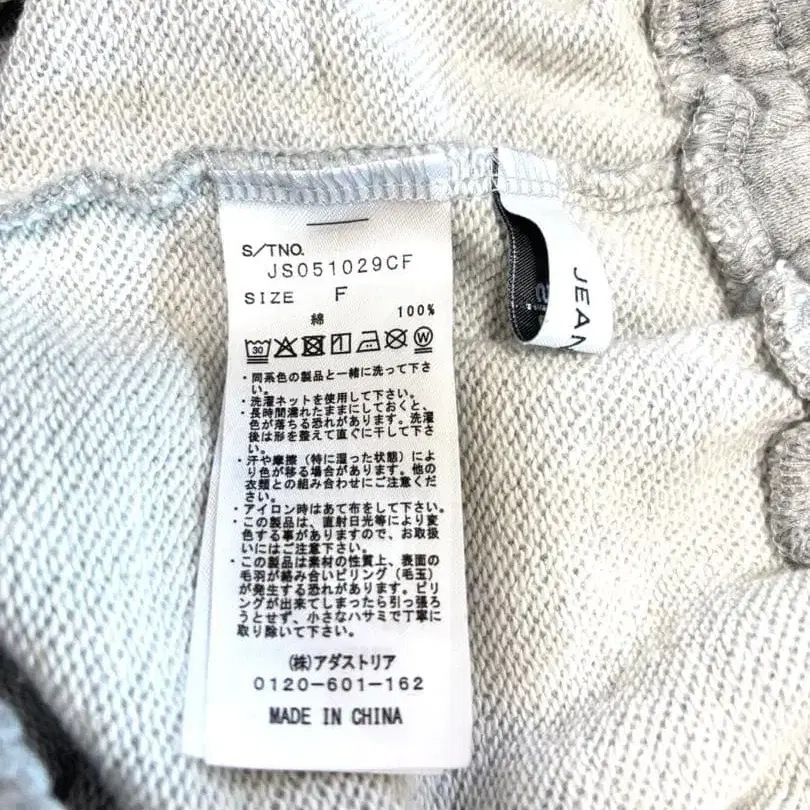 S/TNO.
JS051029CF
SIZE F
綿 100%
30 W
・同系色の製品と一緒に洗って下さ
い。
・洗濯ネットを使用して下さい。
・長時間濡れたままにしておくと、
色が落ちる恐れがあります。洗濯
後は形を整えて直ぐに干して下さ
い。
・汗や摩擦（特に湿った状態）によ
り色が移る場合があります。他の
衣類との組み合わせにご注意くださ
い。
・アイロン時はあて布をして下さい。
・この製品は、直射日光等により変
色する事がありますので、お取扱
いにはご注意下さい。
・この製品は素材の性質上、表面の
毛羽が絡み合いピリング（毛玉）
が発生する恐れがあります。ピリ
ングが出来てしまったら引っ張ろ
うとせず、小さなハサミで丁寧に
取り除いて下さい。
(株)アダストリア
0120-601-162
MADE IN CHINA
JEAN